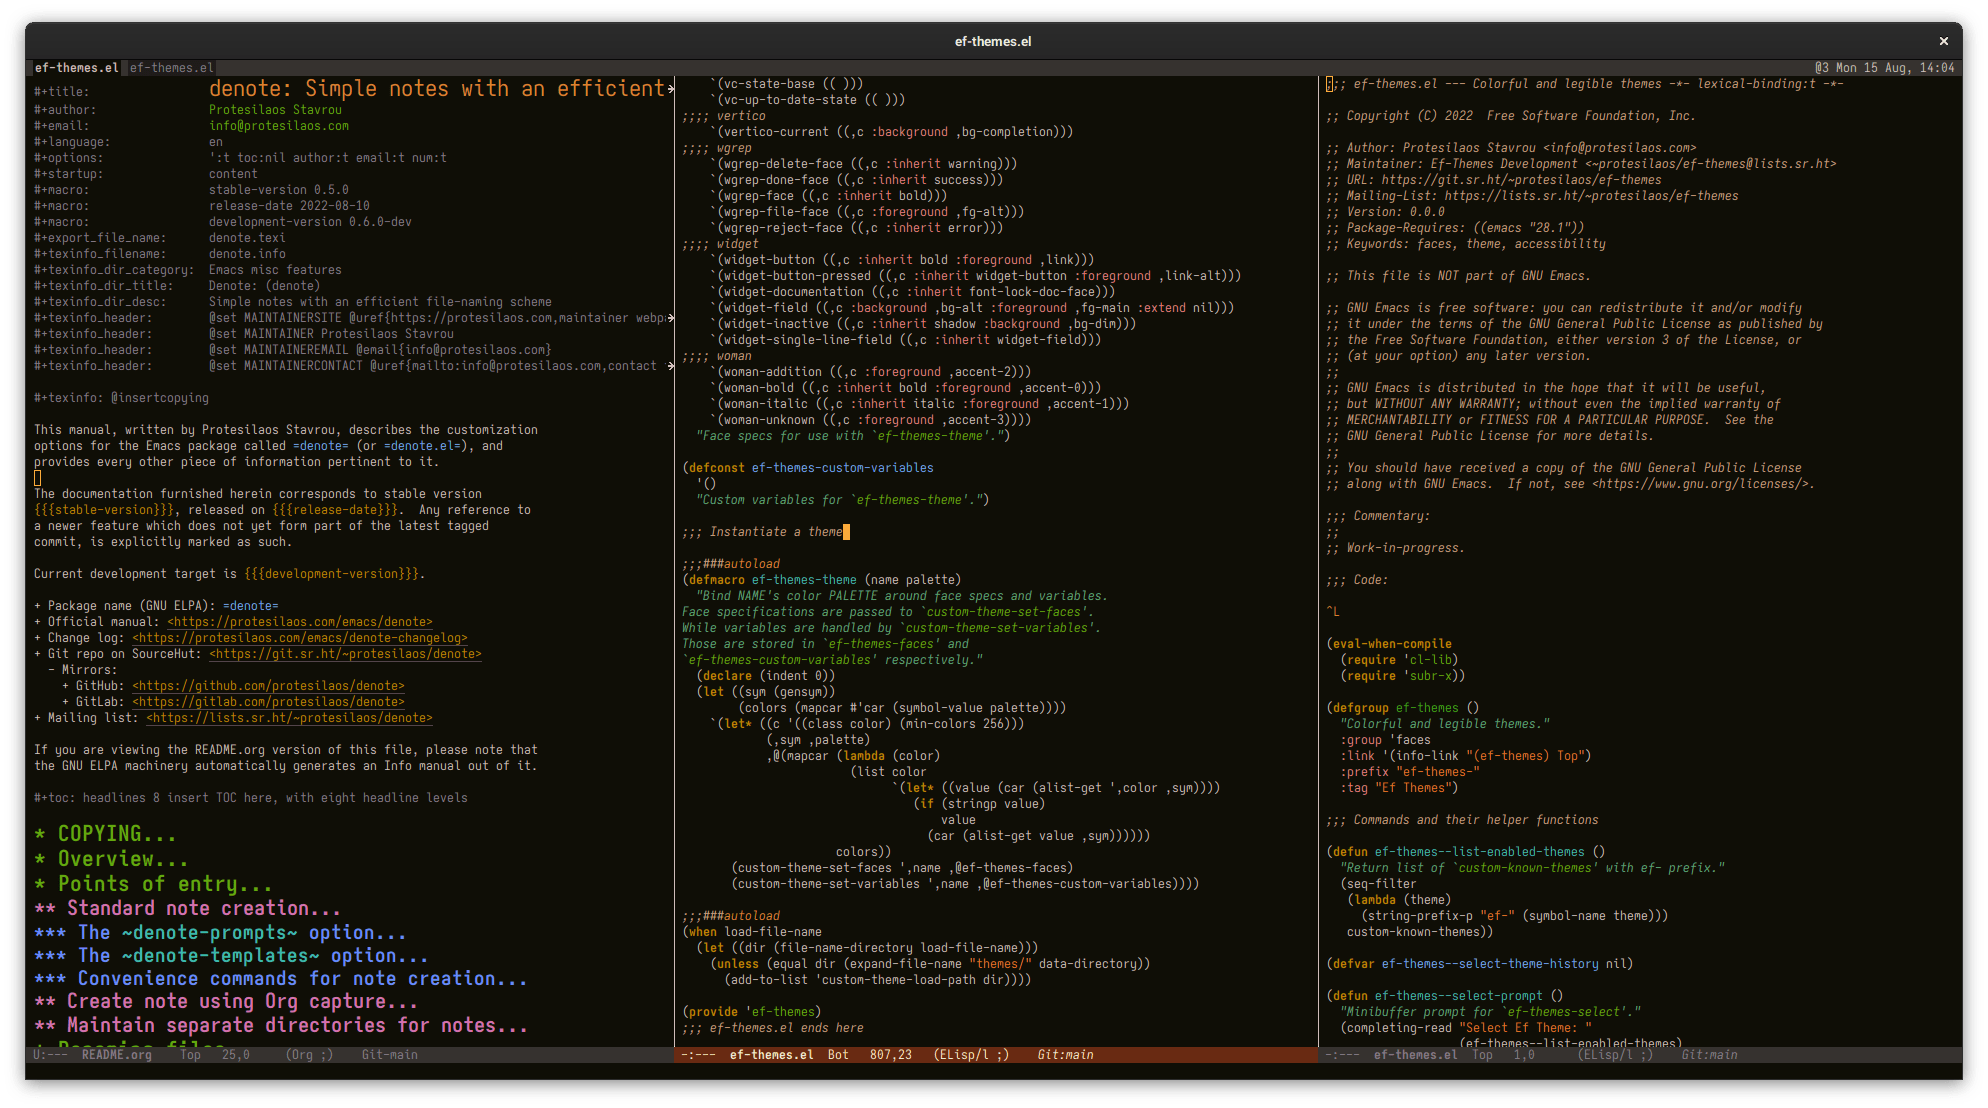 ef-themes.el
×
ef-themes.el ef-themes.el
@3 Mon 15 Aug, 14:04
#+title: denote: Simple notes with an efficient
#+author: Protesilaos Stavrou
#+email: info@protesilaos.com
#+language: en
#+options: ':t toc:nil author:t email:t num:t
#+startup: content
#+macro: stable-version 0.5.0
#+macro: release-date 2022-08-10
#+macro: development-version 0.6.0-dev
#+export_file_name: denote.texi
#+texinfo_filename: denote.info
#+texinfo_dir_category: Emacs misc features
#+texinfo_dir_title: Denote: (denote)
#+texinfo_dir_desc: Simple notes with an efficient file-naming scheme
#+texinfo_header: @set MAINTAINERSITE @uref{https://protesilaos.com,maintainer webp
#+texinfo_header: @set MAINTAINER Protesilaos Stavrou
#+texinfo_header: @set MAINTAINEREMAIL @email{info@protesilaos.com}
#+texinfo_header: @set MAINTAINERCONTACT @uref{mailto:info@protesilaos.com,contact
#+texinfo: @insertcopying
This manual, written by Protesilaos Stavrou, describes the customization
options for the Emacs package called =denote= (or =denote.el=), and
provides every other piece of information pertinent to it.
The documentation furnished herein corresponds to stable version
{{{stable-version}}}, released on {{{release-date}}}.  Any reference to
a newer feature which does not yet form part of the latest tagged
commit, is explicitly marked as such.
Current development target is {{{development-version}}}.
+ Package name (GNU ELPA): =denote=
+ Official manual: <https://protesilaos.com/emacs/denote>
+ Change log: <https://protesilaos.com/emacs/denote-changelog>
+ Git repo on SourceHut: <https://git.sr.ht/~protesilaos/denote>
  - Mirrors:
    + GitHub: <https://github.com/protesilaos/denote>
    + GitLab: <https://gitlab.com/protesilaos/denote>
+ Mailing list: <https://lists.sr.ht/~protesilaos/denote>
If you are viewing the README.org version of this file, please note that
the GNU ELPA machinery automatically generates an Info manual out of it.
#+toc: headlines 8 insert TOC here, with eight headline levels
* COPYING...
* Overview...
* Points of entry...
** Standard note creation...
*** The ~denote-prompts~ option...
*** The ~denote-templates~ option...
*** Convenience commands for note creation...
** Create note using Org capture...
** Maintain separate directories for notes...
U:---  README.org    Top   25,0     (Org ;)    Git-main
    `(vc-state-base (( )))
    `(vc-up-to-date-state (( )))
;;;; vertico
    `(vertico-current ((,c :background ,bg-completion)))
;;;; wgrep
    `(wgrep-delete-face ((,c :inherit warning)))
    `(wgrep-done-face ((,c :inherit success)))
    `(wgrep-face ((,c :inherit bold)))
    `(wgrep-file-face ((,c :foreground ,fg-alt)))
    `(wgrep-reject-face ((,c :inherit error)))
;;;; widget
    `(widget-button ((,c :inherit bold :foreground ,link)))
    `(widget-button-pressed ((,c :inherit widget-button :foreground ,link-alt)))
    `(widget-documentation ((,c :inherit font-lock-doc-face)))
    `(widget-field ((,c :background ,bg-alt :foreground ,fg-main :extend nil)))
    `(widget-inactive ((,c :inherit shadow :background ,bg-dim)))
    `(widget-single-line-field ((,c :inherit widget-field)))
;;;; woman
    `(woman-addition ((,c :foreground ,accent-2)))
    `(woman-bold ((,c :inherit bold :foreground ,accent-0)))
    `(woman-italic ((,c :inherit italic :foreground ,accent-1)))
    `(woman-unknown ((,c :foreground ,accent-3))))
  "Face specs for use with `ef-themes-theme'.")
(defconst ef-themes-custom-variables
  '()
  "Custom variables for `ef-themes-theme'.")
;;; Instantiate a theme
;;;###autoload
(defmacro ef-themes-theme (name palette)
  "Bind NAME's color PALETTE around face specs and variables.
Face specifications are passed to `custom-theme-set-faces'.
While variables are handled by `custom-theme-set-variables'.
Those are stored in `ef-themes-faces' and
`ef-themes-custom-variables' respectively."
  (declare (indent 0))
  (let ((sym (gensym))
        (colors (mapcar #'car (symbol-value palette))))
    `(let* ((c '((class color) (min-colors 256)))
            (,sym ,palette)
            ,@(mapcar (lambda (color)
                        (list color
                              `(let* ((value (car (alist-get ',color ,sym))))
                                 (if (stringp value)
                                     value
                                   (car (alist-get value ,sym))))))
                      colors))
       (custom-theme-set-faces ',name ,@ef-themes-faces)
       (custom-theme-set-variables ',name ,@ef-themes-custom-variables))))
;;;###autoload
(when load-file-name
  (let ((dir (file-name-directory load-file-name)))
    (unless (equal dir (expand-file-name "themes/" data-directory))
      (add-to-list 'custom-theme-load-path dir))))
(provide 'ef-themes)
;;; ef-themes.el ends here
-:---  ef-themes.el  Bot   807,23   (ELisp/l ;)    Git:main
;;; ef-themes.el --- Colorful and legible themes -*- lexical-binding:t -*-
;; Copyright (C) 2022  Free Software Foundation, Inc.
;; Author: Protesilaos Stavrou <info@protesilaos.com>
;; Maintainer: Ef-Themes Development <~protesilaos/ef-themes@lists.sr.ht>
;; URL: https://git.sr.ht/~protesilaos/ef-themes
;; Mailing-List: https://lists.sr.ht/~protesilaos/ef-themes
;; Version: 0.0.0
;; Package-Requires: ((emacs "28.1"))
;; Keywords: faces, theme, accessibility
;; This file is NOT part of GNU Emacs.
;; GNU Emacs is free software: you can redistribute it and/or modify
;; it under the terms of the GNU General Public License as published by
;; the Free Software Foundation, either version 3 of the License, or
;; (at your option) any later version.
;;
;; GNU Emacs is distributed in the hope that it will be useful,
;; but WITHOUT ANY WARRANTY; without even the implied warranty of
;; MERCHANTABILITY or FITNESS FOR A PARTICULAR PURPOSE.  See the
;; GNU General Public License for more details.
;;
;; You should have received a copy of the GNU General Public License
;; along with GNU Emacs.  If not, see <https://www.gnu.org/licenses/>.
;;; Commentary:
;;
;; Work-in-progress.
;;; Code:
^L
(eval-when-compile
  (require 'cl-lib)
  (require 'subr-x))
(defgroup ef-themes ()
  "Colorful and legible themes."
  :group 'faces
  :link '(info-link "(ef-themes) Top")
  :prefix "ef-themes-"
  :tag "Ef Themes")
;;; Commands and their helper functions
(defun ef-themes--list-enabled-themes ()
  "Return list of `custom-known-themes' with ef- prefix."
  (seq-filter
   (lambda (theme)
     (string-prefix-p "ef-" (symbol-name theme)))
   custom-known-themes))
(defvar ef-themes--select-theme-history nil)
(defun ef-themes--select-prompt ()
  "Minibuffer prompt for `ef-themes-select'."
  (completing-read "Select Ef Theme: "
                   (ef-themes--list-enabled-themes)
-:---  ef-themes.el  Top   1,0      (ELisp/l ;)    Git:main